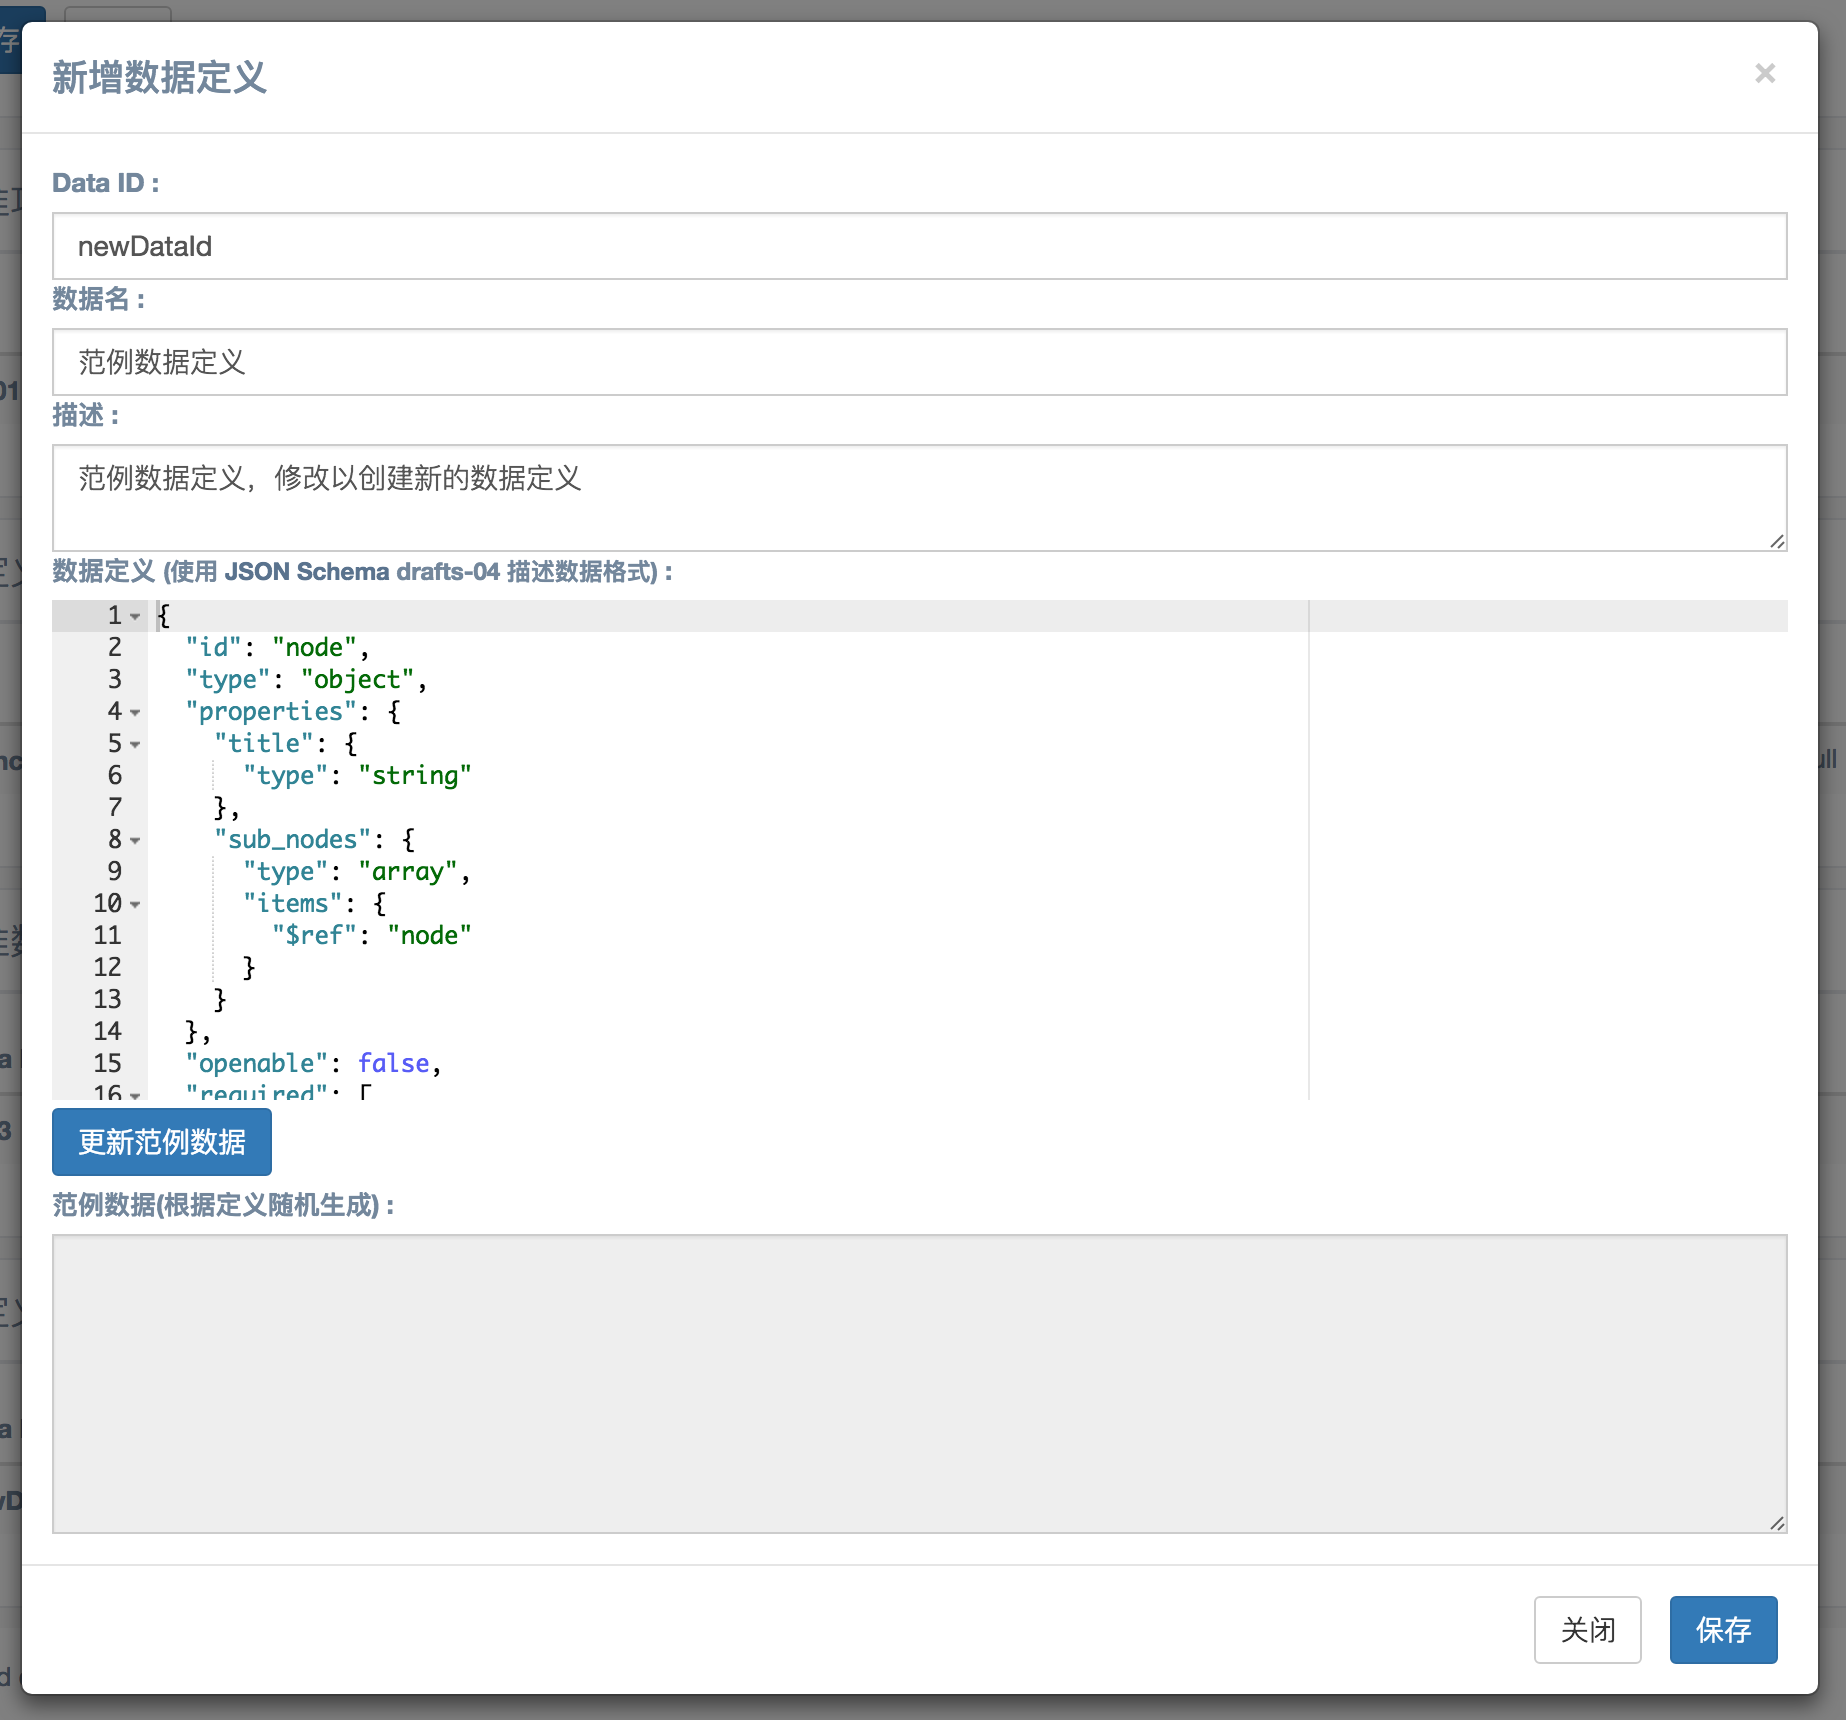 新增数据定义
×
Data ID :
newDataId
数据名 :
范例数据定义
描述 :
范例数据定义，修改以创建新的数据定义
数据定义 (使用 JSON Schema drafts-04 描述数据格式) :
1 {
2 "id": "node",
3 "type": "object",
4 "properties": {
5 "title": {
6 "type": "string"
7 },
8 "sub_nodes": {
9 "type": "array",
10 "items": {
11 "$ref": "node"
12 }
13 }
14 },
15 "openable": false,
16 "required": [
更新范例数据
范例数据(根据定义随机生成) :
关闭 保存